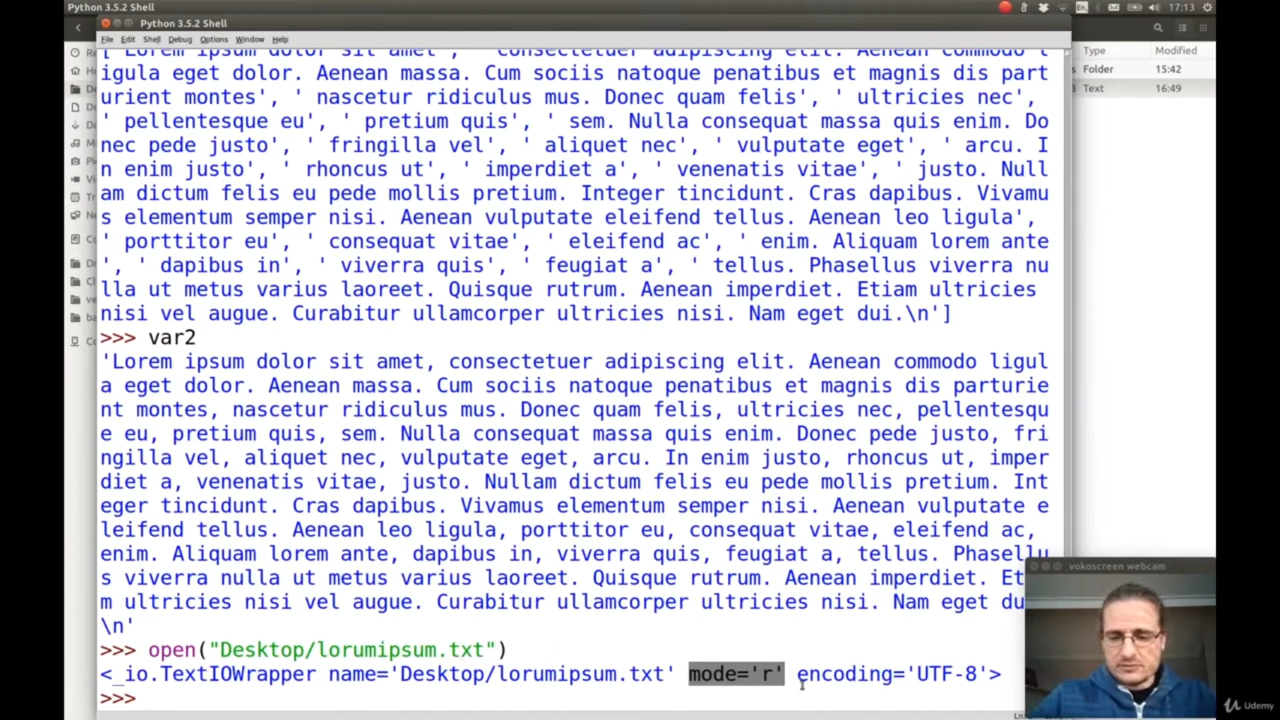 Python 3.5.2 Shell
En
17:13
Python 3.5.2 Shell
File Edit Shell Debug Options Window Help
Type Modified
['Lorem ipsum dolor sit amet', ' consectetuer adipiscing elit. Aenean commodo l
s Folder 15:42
igula eget dolor. Aenean massa. Cum sociis natoque penatibus et magnis dis part
Text 16:49
urient montes', ' nascetur ridiculus mus. Donec quam felis', ' ultricies nec',
' pellentesque eu', ' pretium quis', ' sem. Nulla consequat massa quis enim. Do
nec pede justo', ' fringilla vel', ' aliquet nec', ' vulputate eget', ' arcu. I
n enim justo', ' rhoncus ut', ' imperdiet a', ' venenatis vitae', ' justo. Null
am dictum felis eu pede mollis pretium. Integer tincidunt. Cras dapibus. Vivamu
s elementum semper nisi. Aenean vulputate eleifend tellus. Aenean leo ligula',
' porttitor eu', ' consequat vitae', ' eleifend ac', ' enim. Aliquam lorem ante
', ' dapibus in', ' viverra quis', ' feugiat a', ' tellus. Phasellus viverra nu
lla ut metus varius laoreet. Quisque rutrum. Aenean imperdiet. Etiam ultricies
nisi vel augue. Curabitur ullamcorper ultricies nisi. Nam eget dui.\n']
>>> var2
'Lorem ipsum dolor sit amet, consectetuer adipiscing elit. Aenean commodo ligul
a eget dolor. Aenean massa. Cum sociis natoque penatibus et magnis dis parturie
nt montes, nascetur ridiculus mus. Donec quam felis, ultricies nec, pellentesqu
e eu, pretium quis, sem. Nulla consequat massa quis enim. Donec pede justo, fri
ngilla vel, aliquet nec, vulputate eget, arcu. In enim justo, rhoncus ut, imper
diet a, venenatis vitae, justo. Nullam dictum felis eu pede mollis pretium. Int
eger tincidunt. Cras dapibus. Vivamus elementum semper nisi. Aenean vulputate e
leifend tellus. Aenean leo ligula, porttitor eu, consequat vitae, eleifend ac,
enim. Aliquam lorem ante, dapibus in, viverra quis, feugiat a, tellus. Phasellu
s viverra nulla ut metus varius laoreet. Quisque rutrum. Aenean imperdiet. Et
vokoscreen webcam
m ultricies nisi vel augue. Curabitur ullamcorper ultricies nisi. Nam eget du
\n'
>>> open("Desktop/lorumipsum.txt")
<_io.TextIOWrapper name='Desktop/lorumipsum.txt' mode='r' encoding='UTF-8'>
>>>
Udemy